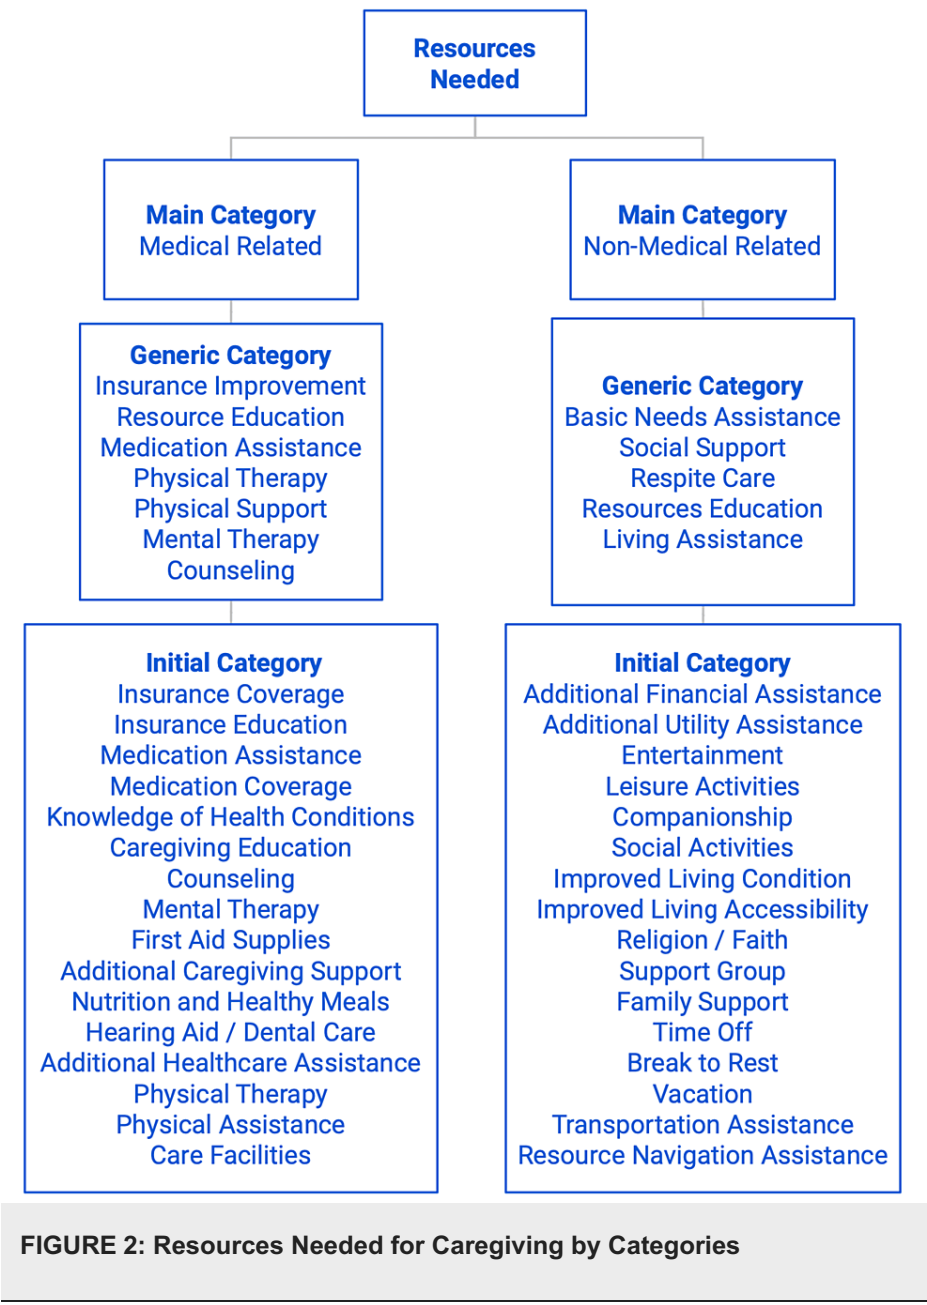 Resources
Needed
Main Category
Medical Related
Main Category
Non-Medical Related
Generic Category
Insurance Improvement
Resource Education
Medication Assistance
Physical Therapy
Physical Support
Mental Therapy
Counseling
Generic Category
Basic Needs Assistance
Social Support
Respite Care
Resources Education
Living Assistance
Initial Category
Insurance Coverage
Insurance Education
Medication Assistance
Medication Coverage
Knowledge of Health Conditions
Caregiving Education
Counseling
Mental Therapy
First Aid Supplies
Additional Caregiving Support
Nutrition and Healthy Meals
Hearing Aid / Dental Care
Additional Healthcare Assistance
Physical Therapy
Physical Assistance
Care Facilities
Initial Category
Additional Financial Assistance
Additional Utility Assistance
Entertainment
Leisure Activities
Companionship
Social Activities
Improved Living Condition
Improved Living Accessibility
Religion / Faith
Support Group
Family Support
Time Off
Break to Rest
Vacation
Transportation Assistance
Resource Navigation Assistance
FIGURE 2: Resources Needed for Caregiving by Categories